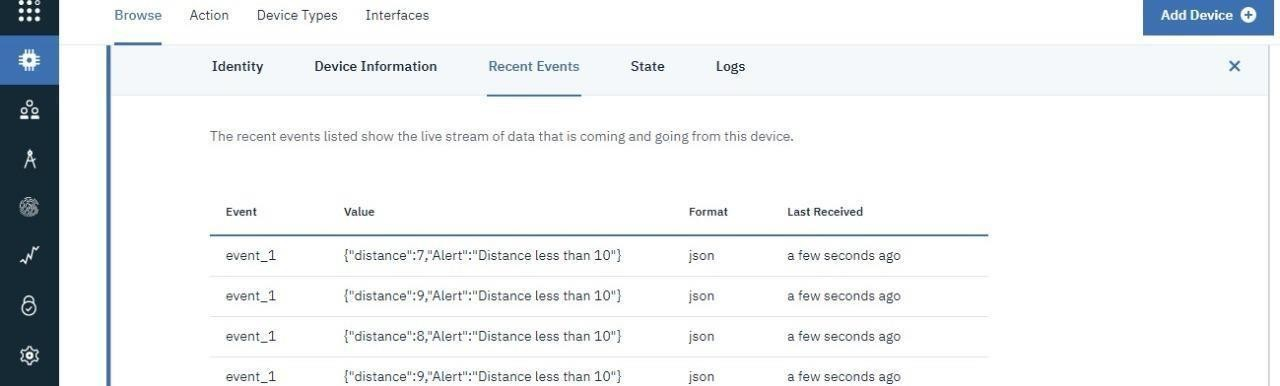 Browse Action Device Types Interfaces Add Device
Identity Device Information Recent Events State Logs
The recent events listed show the live stream of data that is coming and going from this device.
Event Value Format Last Received
event_1 {"distance":7,"Alert":"Distance less than 10"} json a few seconds ago
event_1 {"distance":9,"Alert":"Distance less than 10"} json a few seconds ago
event_1 {"distance":8,"Alert":"Distance less than 10"} json a few seconds ago
event_1 {"distance":9,"Alert":"Distance less than 10"} json a few seconds ago